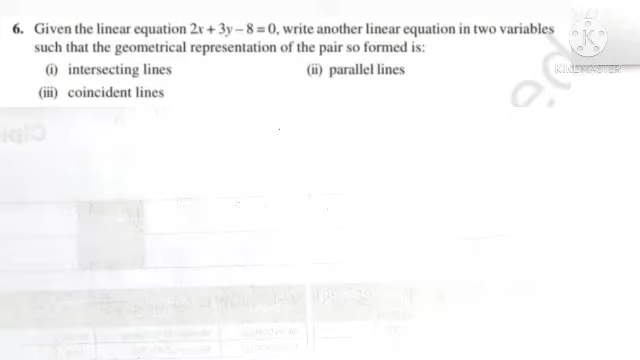 6. Given the linear equation 2x + 3y – 8 = 0, write another linear equation in two variables
such that the geometrical representation of the pair so formed is:
(i) intersecting lines (ii) parallel lines
(iii) coincident lines
KINEMASTER